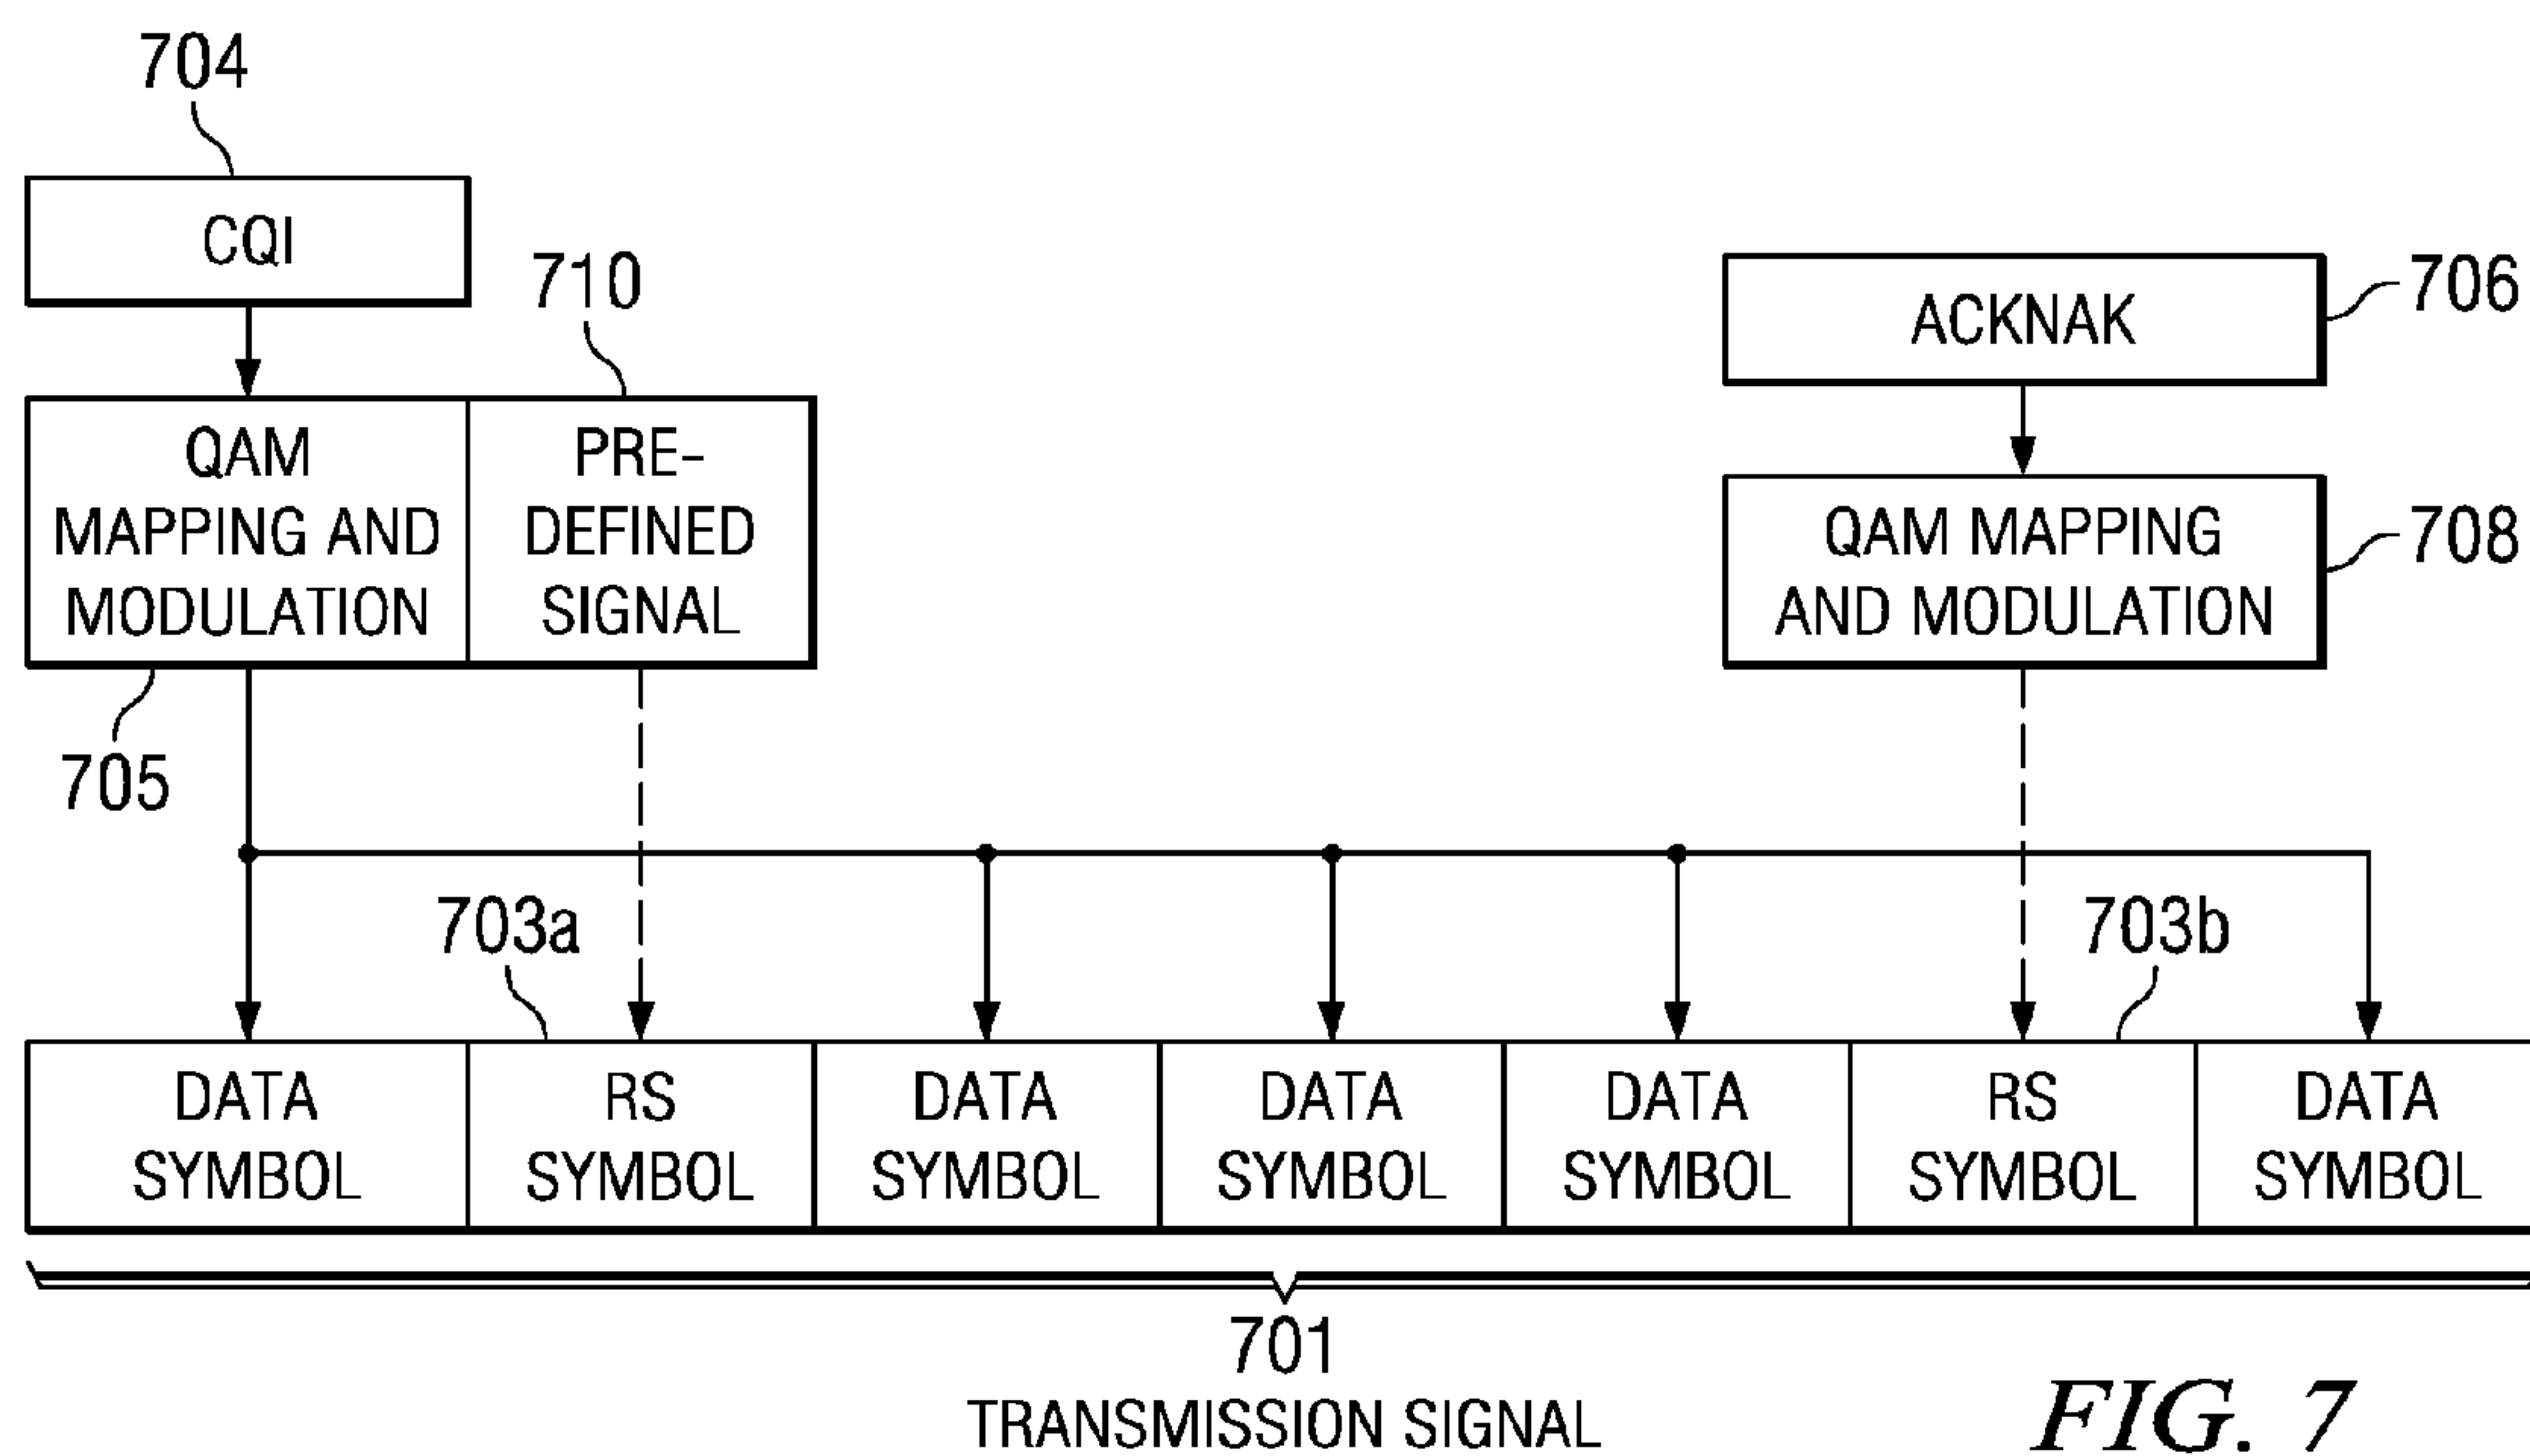 704
CQI
710
ACKNAK
706
QAM
MAPPING AND
MODULATION
PRE-
DEFINED
SIGNAL
QAM MAPPING
AND MODULATION
708
705
703a
703b
DATA
SYMBOL
RS
SYMBOL
DATA
SYMBOL
DATA
SYMBOL
DATA
SYMBOL
RS
SYMBOL
DATA
SYMBOL
701
TRANSMISSION SIGNAL
FIG. 7